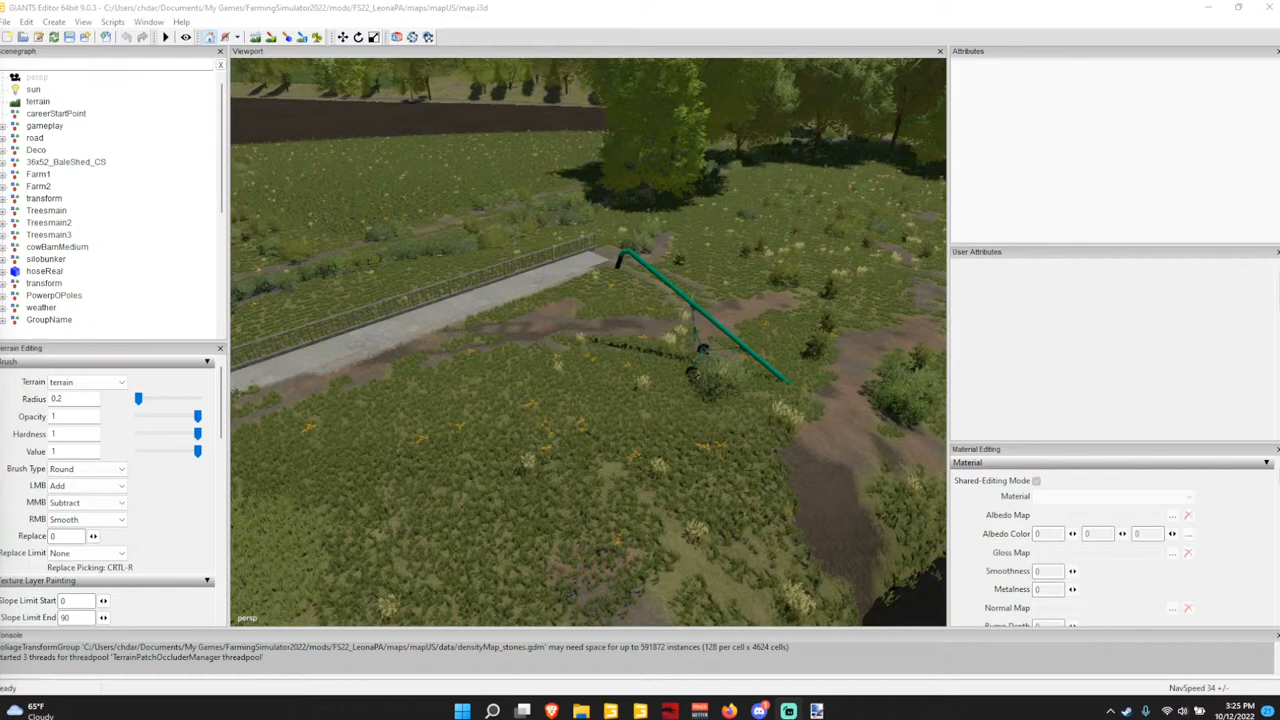 GIANTS Editor 64bit 9.0.3 - C:/Users/chdar/Documents/My Games/FarmingSimulator2022/mods/FS22_LeonaPA/maps/mapUS/map.i3d
File Edit Create View Scripts Window Help
Scenegraph
Viewport
Attributes
X
persp
sun
terrain
careerStartPoint
gameplay
road
Deco
36x52_BaleShed_CS
Farm1
Farm2
transform
Treesmain
Treesmain2
Treesmain3
cowBarnMedium
silobunker
hoseReal
transform
PowerpOPoles
weather
GroupName
User Attributes
errain Editing
Brush
Terrain terrain
Radius 0.2
Opacity 1
Hardness 1
Value 1
Brush Type Round
LMB Add
MMB Subtract
RMB Smooth
Replace 0
Replace Limit None
Replace Picking: CRTL-R
Texture Layer Painting
Slope Limit Start 0
Slope Limit End 90
persp
Material Editing
Material
Shared-Editing Mode
Material
Albedo Map ...
Albedo Color 0 0 0 ...
Gloss Map ...
Smoothness 0
Metalness 0
Normal Map ...
Bump Depth 0
Console
oliageTransformGroup 'C:/Users/chdar/Documents/My Games/FarmingSimulator2022/mods/FS22_LeonaPA/maps/mapUS/data/densityMap_stones.gdm' may need space for up to 591872 instances (128 per cell x 4624 cells)
tarted 3 threads for threadpool 'TerrainPatchOccluderManager threadpool'
eady
NavSpeed 34 +/-
65°F
Cloudy
3:25 PM
10/12/2022